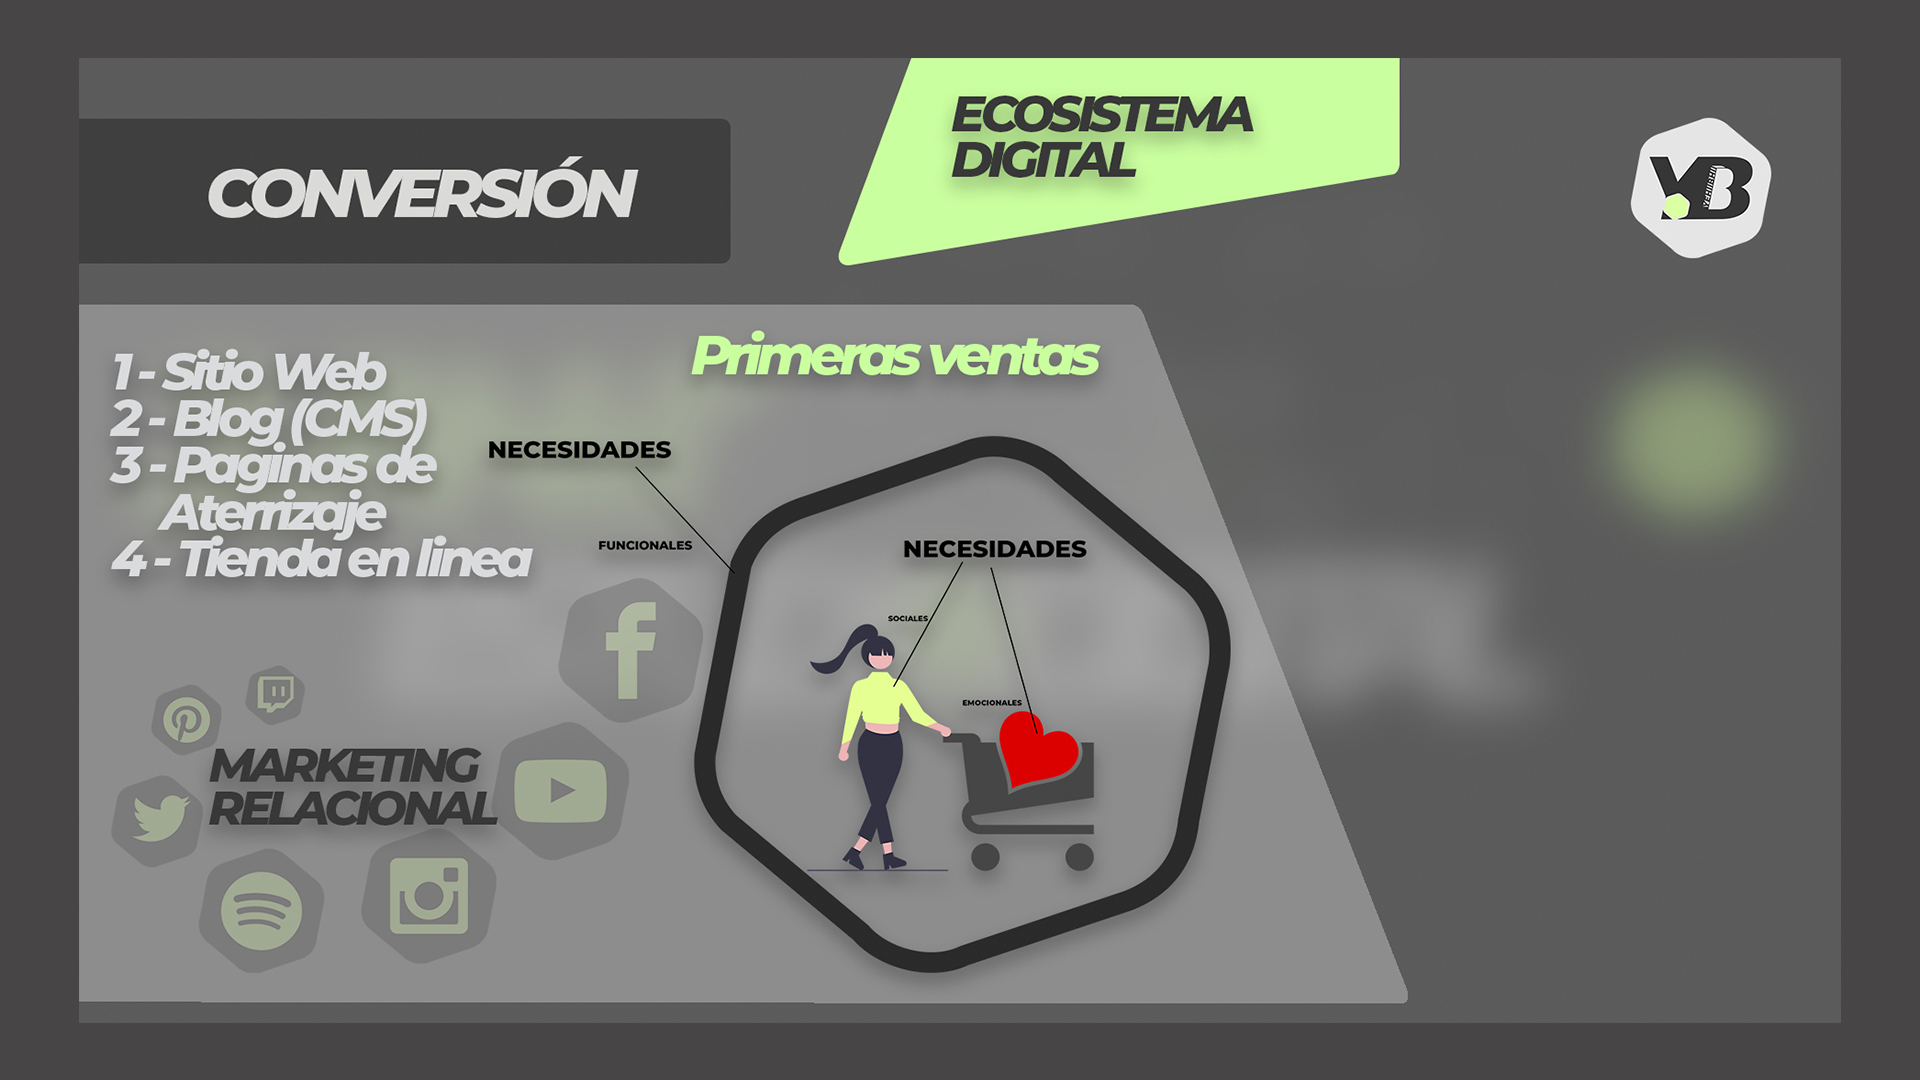 CONVERSIÓN
ECOSISTEMA
DIGITAL
YB
1 - Sitio Web
2 - Blog (CMS)
3 - Paginas de
Aterrizaje
4 - Tienda en linea
Primeras ventas
NECESIDADES
FUNCIONALES
NECESIDADES
SOCIALES
EMOCIONALES
MARKETING
RELACIONAL